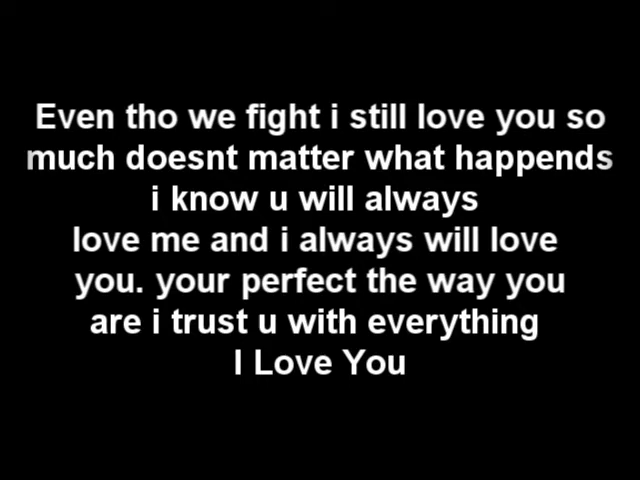 Even tho we fight i still love you so
much doesnt matter what happends
i know u will always
love me and i always will love
you. your perfect the way you
are i trust u with everything
I Love You